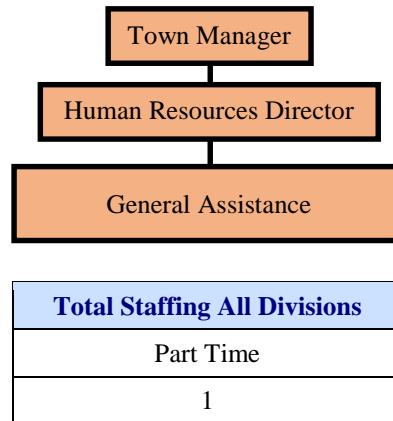 Town Manager
Human Resources Director
General Assistance
Total Staffing All Divisions
Part Time
1